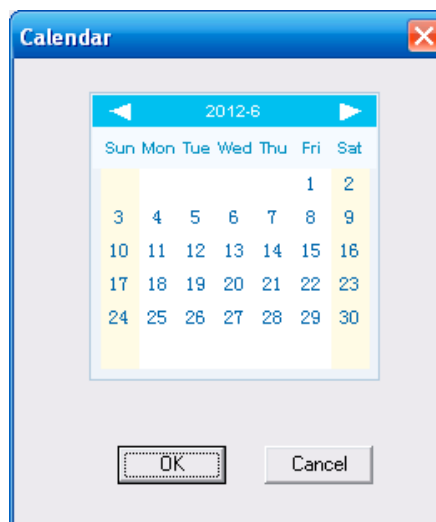 Calendar
2012-6
Sun Mon Tue Wed Thu Fri Sat
1 2
3 4 5 6 7 8 9
10 11 12 13 14 15 16
17 18 19 20 21 22 23
24 25 26 27 28 29 30
OK Cancel